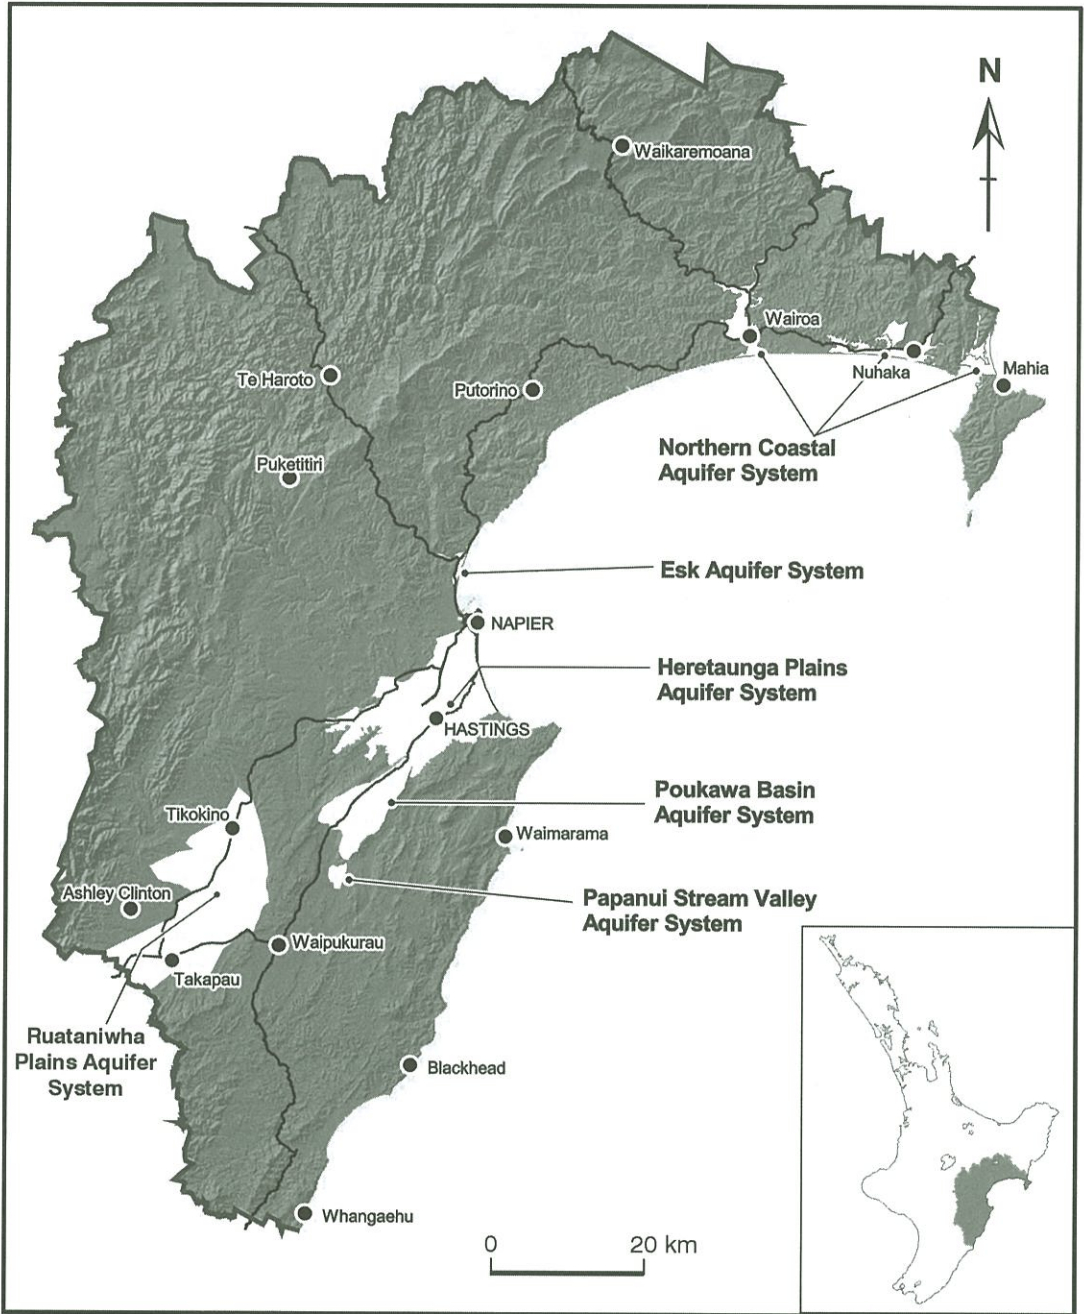 N
Waikaremoana
Wairoa
Te Haroto
Putorino
Nuhaka
Mahia
Northern Coastal
Aquifer System
Puketitiri
Esk Aquifer System
NAPIER
Heretaunga Plains
Aquifer System
HASTINGS
Poukawa Basin
Aquifer System
Tikokino
Waimarama
Ashley Clinton
Papanui Stream Valley
Aquifer System
Waipukurau
Takapau
Ruataniwha
Plains Aquifer
System
Blackhead
Whangaehu
0 20 km